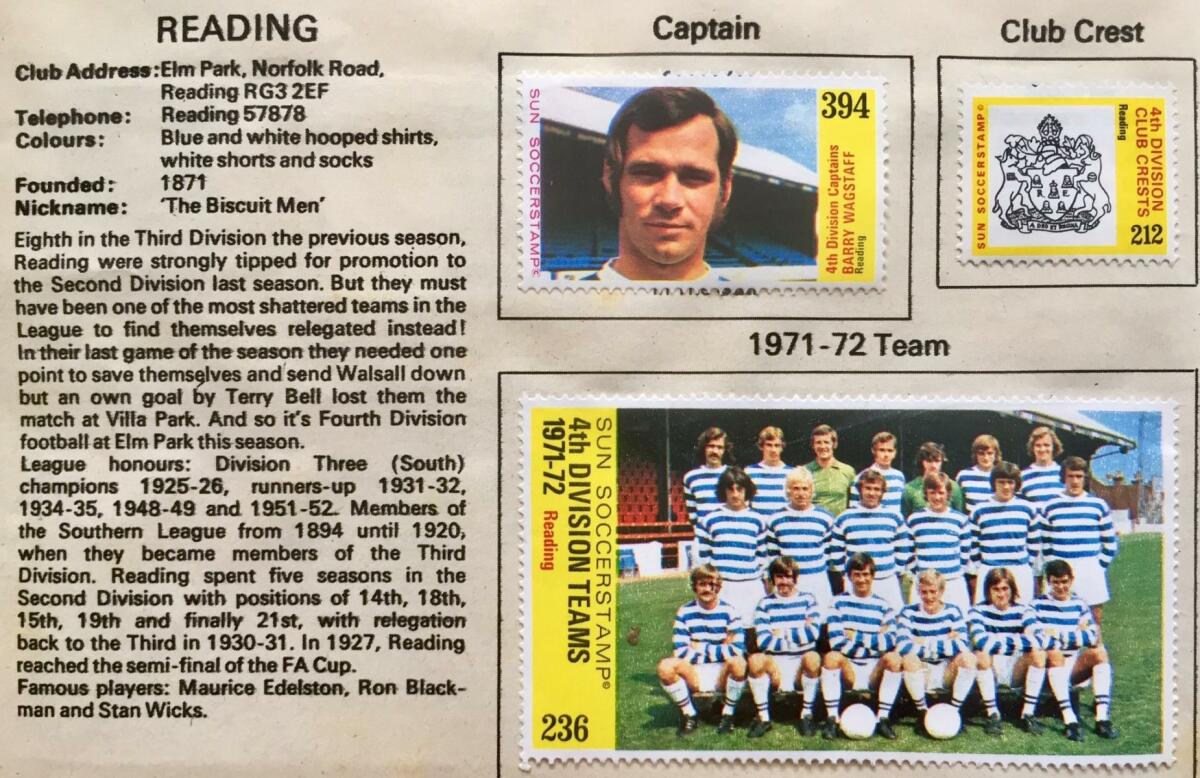 READING
Club Address: Elm Park, Norfolk Road,
Reading RG3 2EF
Telephone: Reading 57878
Colours: Blue and white hooped shirts,
white shorts and socks
Founded: 1871
Nickname: 'The Biscuit Men'
Eighth in the Third Division the previous season,
Reading were strongly tipped for promotion to
the Second Division last season. But they must
have been one of the most shattered teams in the
League to find themselves relegated instead!
In their last game of the season they needed one
point to save themselves and send Walsall down
but an own goal by Terry Bell lost them the
match at Villa Park. And so it's Fourth Division
football at Elm Park this season.
League honours: Division Three (South)
champions 1925-26, runners-up 1931-32,
1934-35, 1948-49 and 1951-52. Members of
the Southern League from 1894 until 1920,
when they became members of the Third
Division. Reading spent five seasons in the
Second Division with positions of 14th, 18th,
15th, 19th and finally 21st, with relegation
back to the Third in 1930-31. In 1927, Reading
reached the semi-final of the FA Cup.
Famous players: Maurice Edelston, Ron Black-
man and Stan Wicks.
Captain
SUN SOCCERSTAMP©
394
4th Division Captains
BARRY WAGSTAFF
Reading
Club Crest
SUN SOCCERSTAMP©
R E
A DEO ET REGINA
4th DIVISION
CLUB CRESTS
Reading
212
1971-72 Team
SUN SOCCERSTAMP©
4th DIVISION TEAMS
1971-72 Reading
236